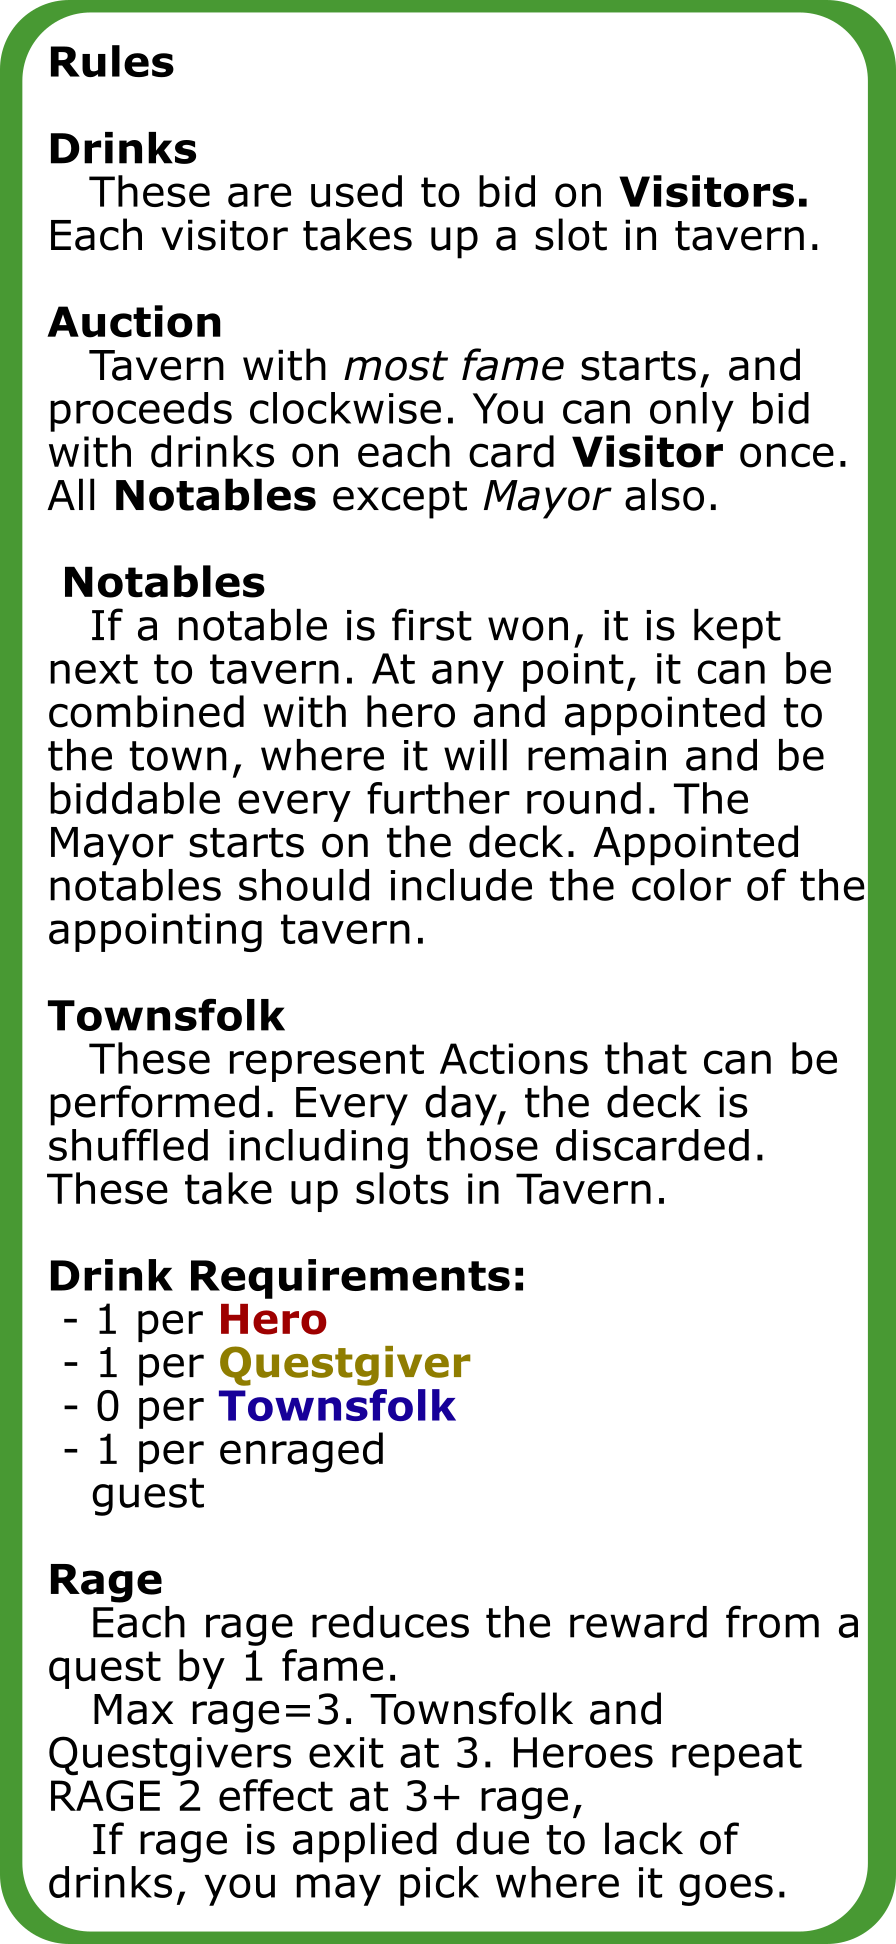 Rules
Drinks
These are used to bid on Visitors.
Each visitor takes up a slot in tavern.
Auction
Tavern with most fame starts, and
proceeds clockwise. You can only bid
with drinks on each card Visitor once.
All Notables except Mayor also.
Notables
If a notable is first won, it is kept
next to tavern. At any point, it can be
combined with hero and appointed to
the town, where it will remain and be
biddable every further round. The
Mayor starts on the deck. Appointed
notables should include the color of the
appointing tavern.
Townsfolk
These represent Actions that can be
performed. Every day, the deck is
shuffled including those discarded.
These take up slots in Tavern.
Drink Requirements:
- 1 per Hero
- 1 per Questgiver
- 0 per Townsfolk
- 1 per enraged
guest
Rage
Each rage reduces the reward from a
quest by 1 fame.
Max rage=3. Townsfolk and
Questgivers exit at 3. Heroes repeat
RAGE 2 effect at 3+ rage,
If rage is applied due to lack of
drinks, you may pick where it goes.